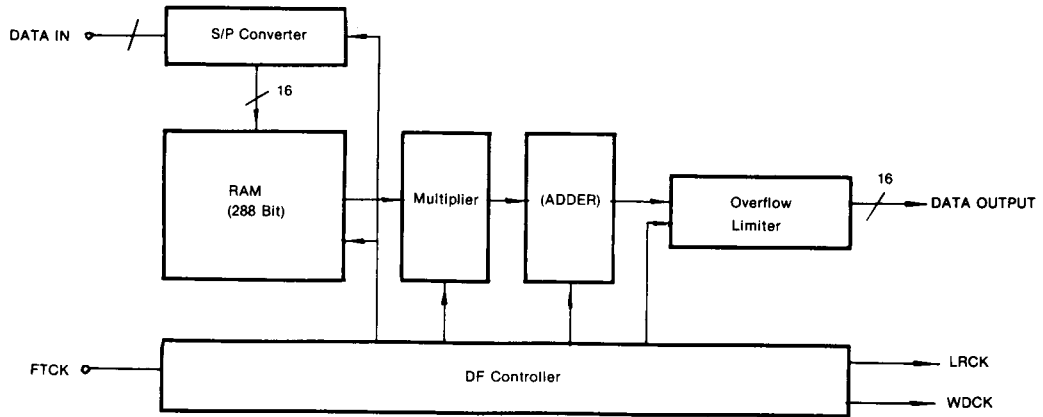 DATA IN
S/P Converter
16
RAM
(288 Bit)
Multiplier
(ADDER)
Overflow
Limiter
16
DATA OUTPUT
FTCK
DF Controller
LRCK
WDCK